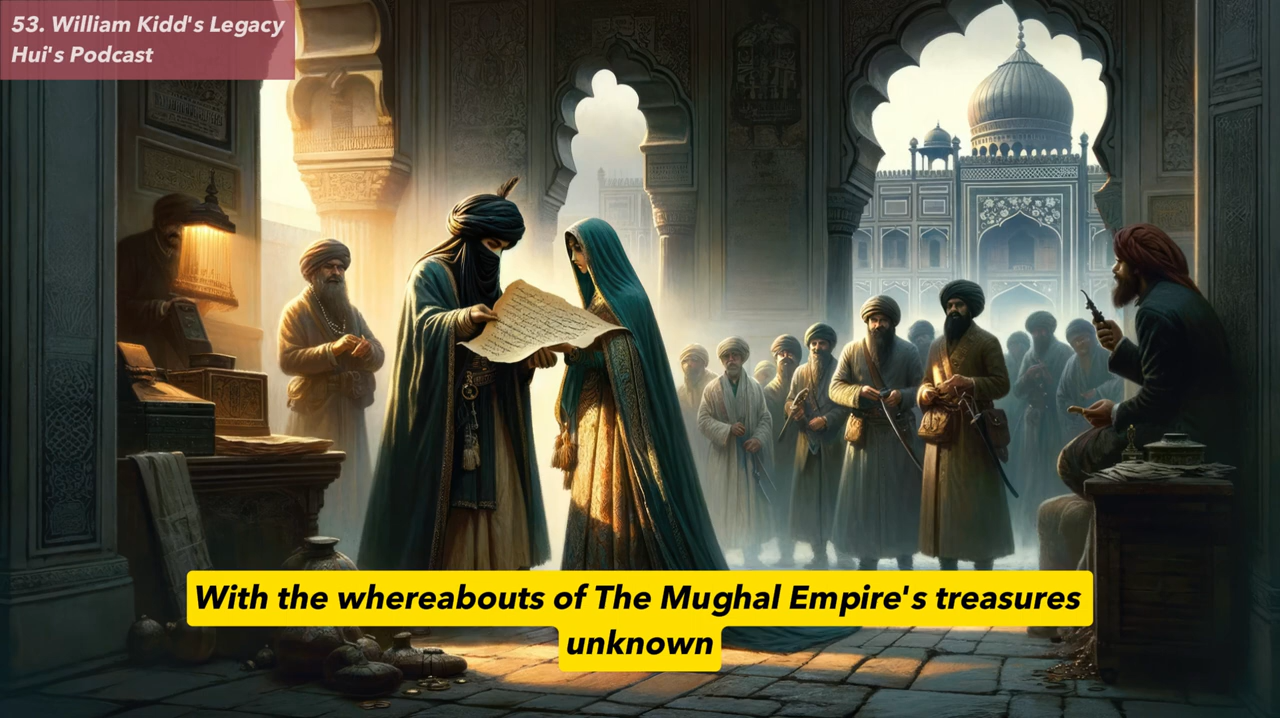 53. William Kidd's Legacy
Hui's Podcast
With the whereabouts of The Mughal Empire's treasures
unknown